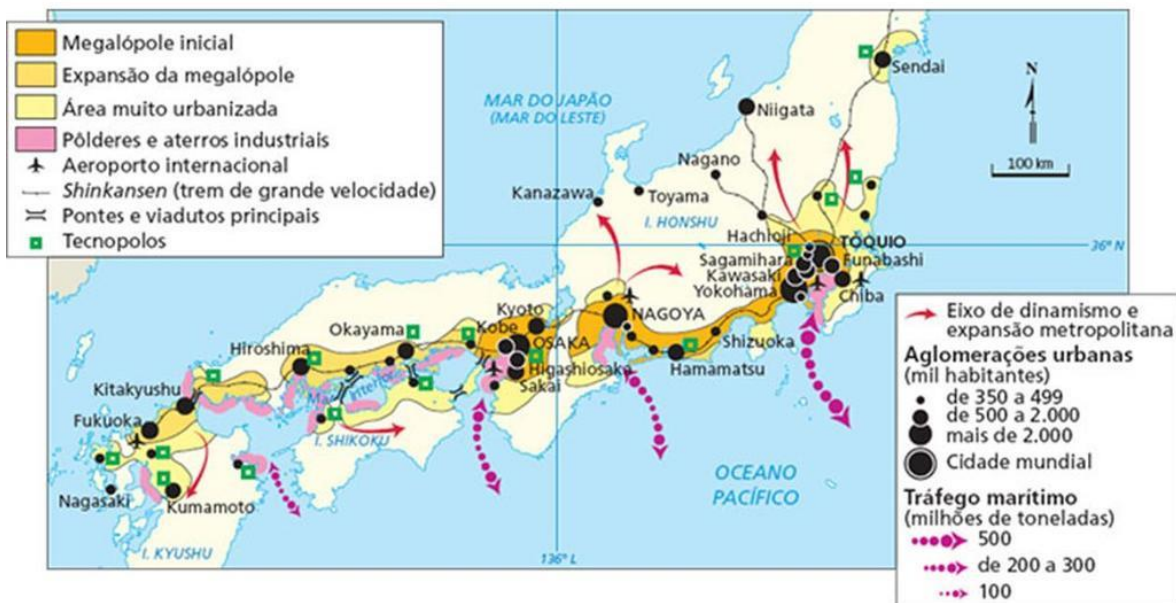 Megalópole inicial
Expansão da megalópole
Área muito urbanizada
Pôlderes e aterros industriais
Aeroporto internacional
Shinkansen (trem de grande velocidade)
Pontes e viadutos principais
Tecnopolos
MAR DO JAPÃO
(MAR DO LESTE)
Sendai
Niigata
N
100 km
Nagano
Toyama
Kanazawa
I. HONSHU
Hachioji
TÓQUIO
36° N
Sagamihara
Funabashi
Kawasaki
Yokohama
Chiba
Kyoto
NAGOYA
Okayama
Kobe
OSAKA
Hiroshima
Shizuoka
Higashiosaka
Hamamatsu
Kitakyushu
Mar Interior
Sakai
Fukuoka
I. SHIKOKU
Nagasaki
Kumamoto
I. KYUSHU
136° L
OCEANO
PACÍFICO
Eixo de dinamismo e
expansão metropolitana
Aglomerações urbanas
(mil habitantes)
de 350 a 499
de 500 a 2.000
mais de 2.000
Cidade mundial
Tráfego marítimo
(milhões de toneladas)
500
de 200 a 300
100